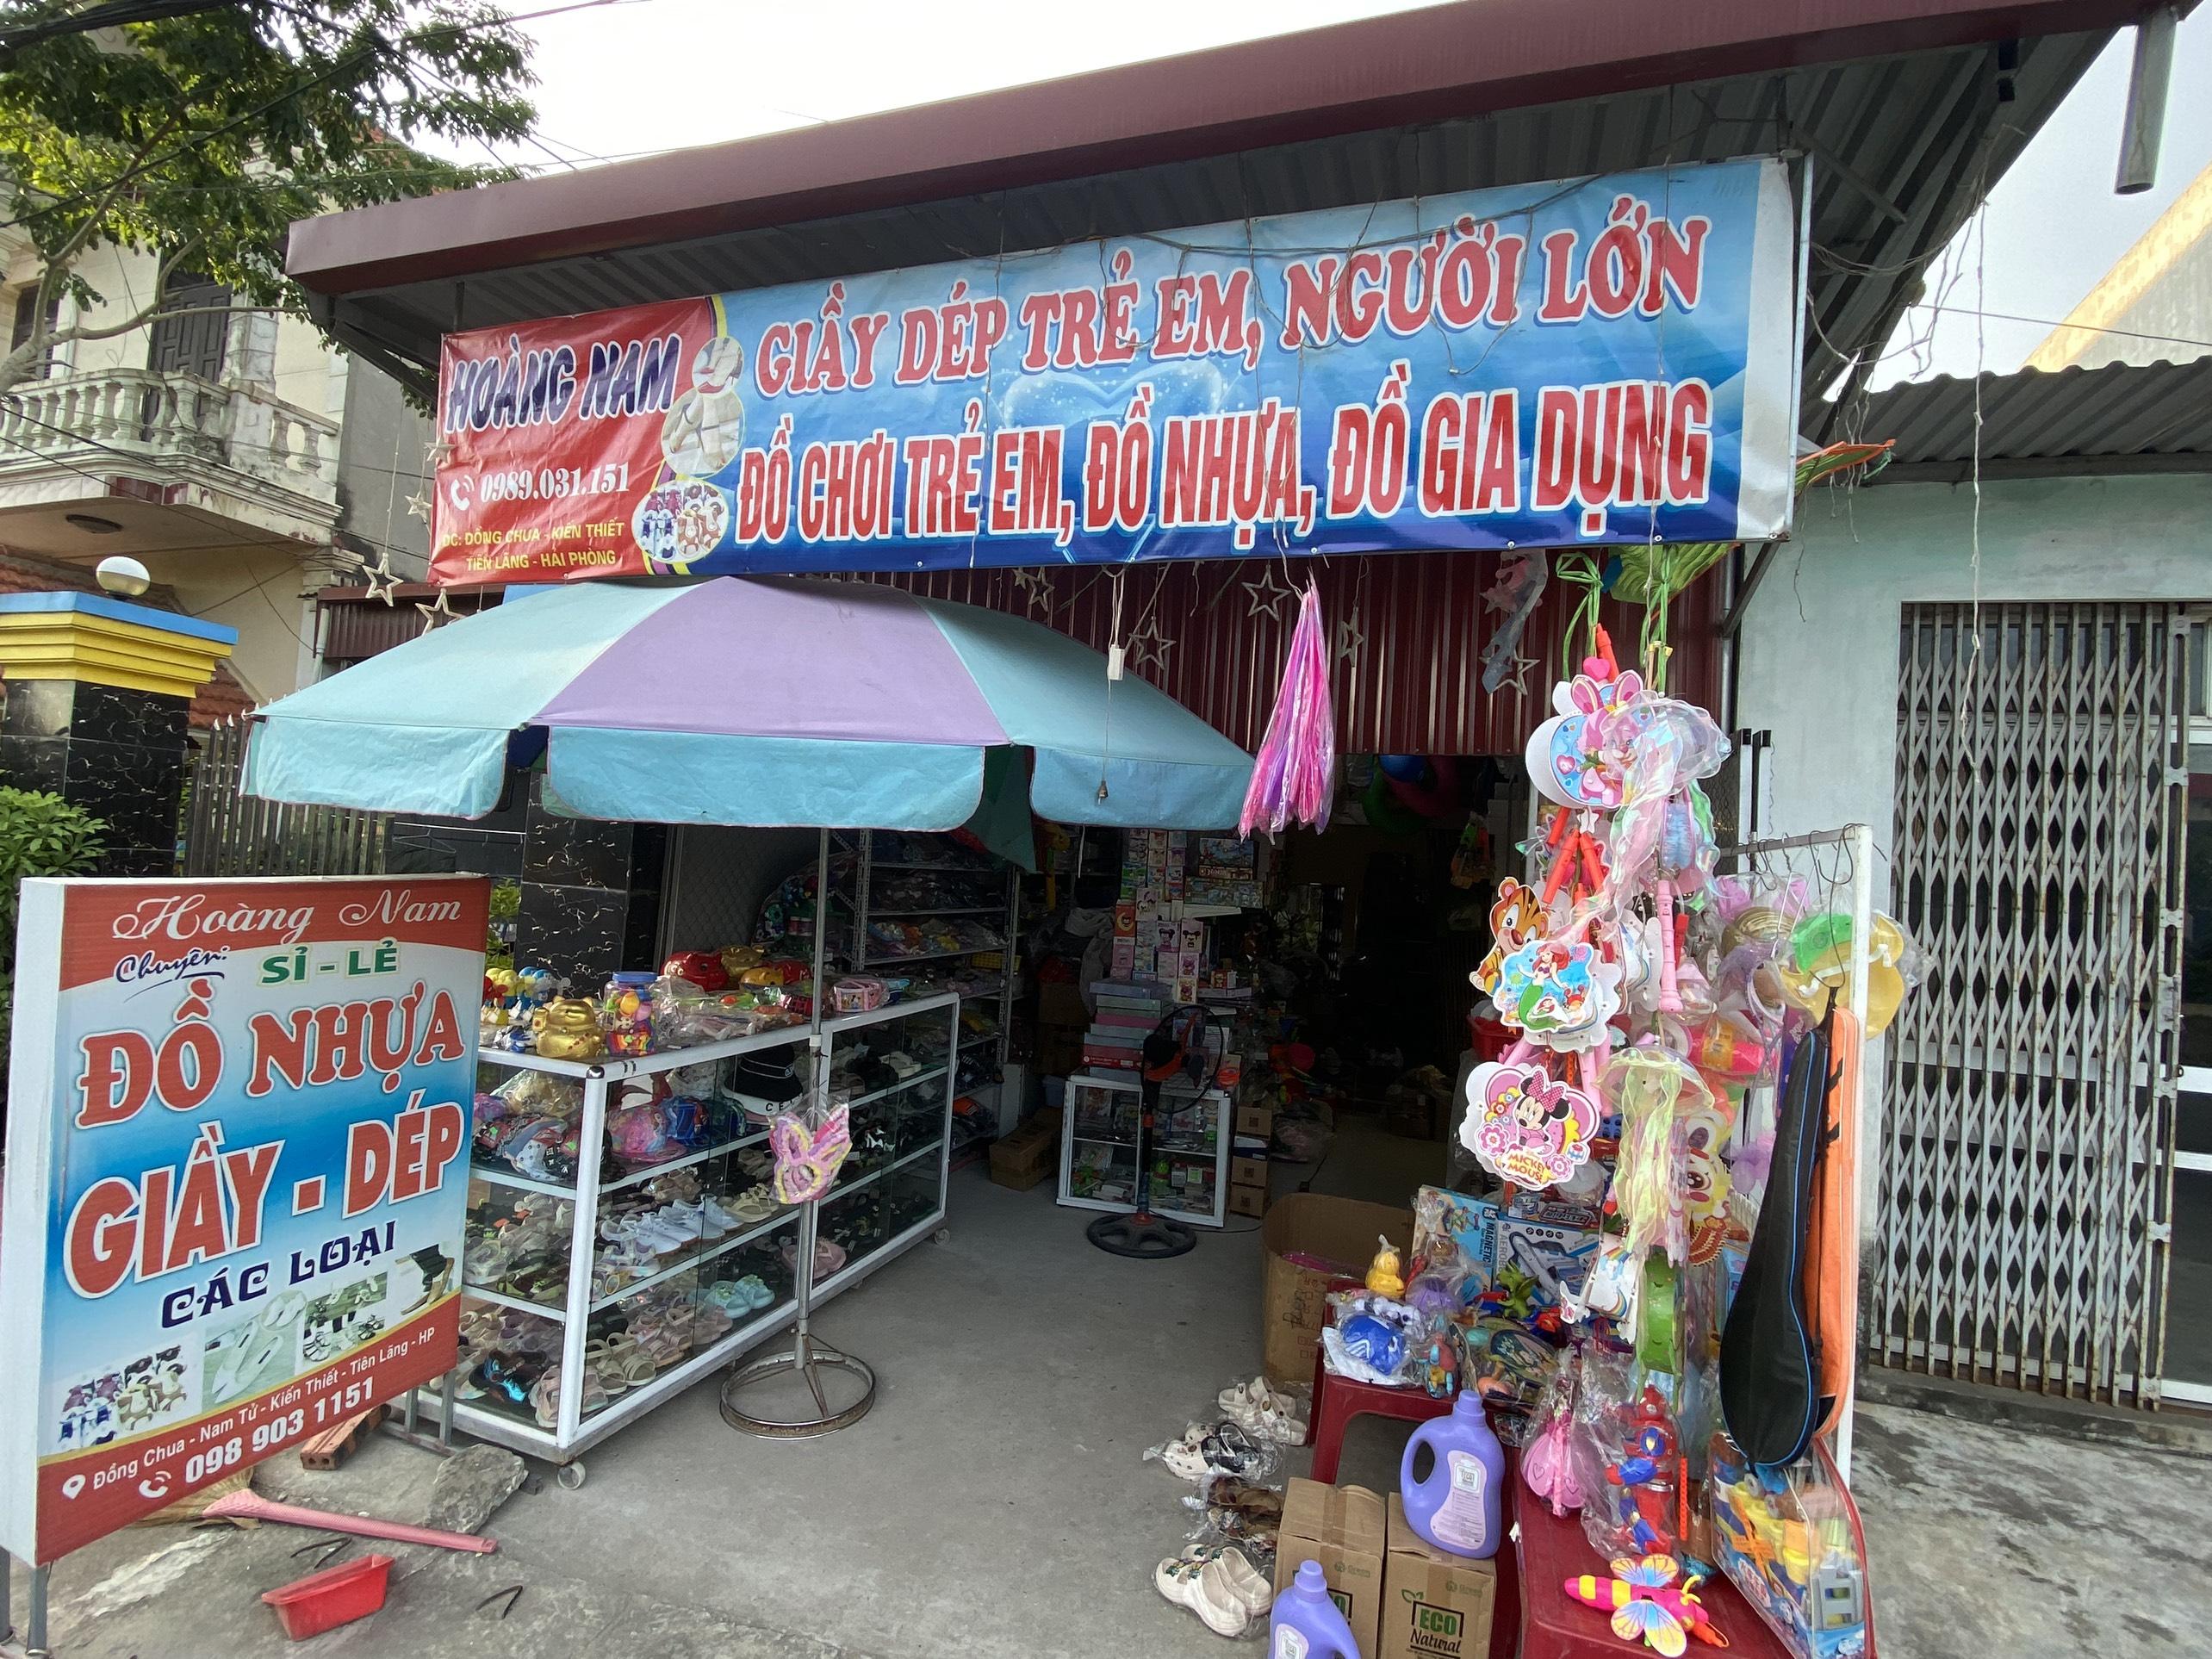 HOÀNG NAM
0989.031.151
ĐC: ĐỒNG CHUA - KIẾN THIẾT
TIÊN LÃNG - HẢI PHÒNG
GIẦY DÉP TRẺ EM, NGƯỜI LỚN
ĐỒ CHƠI TRẺ EM, ĐỒ NHỰA, ĐỒ GIA DỤNG
Hoàng Nam
Chuyên:
SỈ - LẺ
ĐỒ NHỰA
GIẦY - DÉP
CÁC LOẠI
Đồng Chua - Nam Tử - Kiến Thiết - Tiên Lãng - HP
098 903 1151
MICKEY
MOUSE
MAGNETIC
ECO
Natural